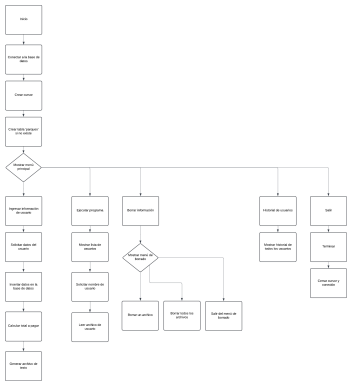 Inicio
Conectar a la base de
datos
Crear cursor
Crear tabla 'parqueo'
si no existe
Mostrar menú
principal
Ingresar información
de usuario
Ejecutar programa
Borrar información
Historial de usuarios
Salir
Solicitar datos del
usuario
Mostrar lista de
usuarios
Mostrar menú de
borrado
Mostrar historial de
todos los usuarios
Terminar
Insertar datos en la
base de datos
Solicitar nombre de
usuario
Cerrar cursor y
conexión
Calcular total a pagar
Leer archivo de
usuario
Borrar un archivo
Borrar todos los
archivos
Salir del menú de
borrado
Generar archivo de
texto